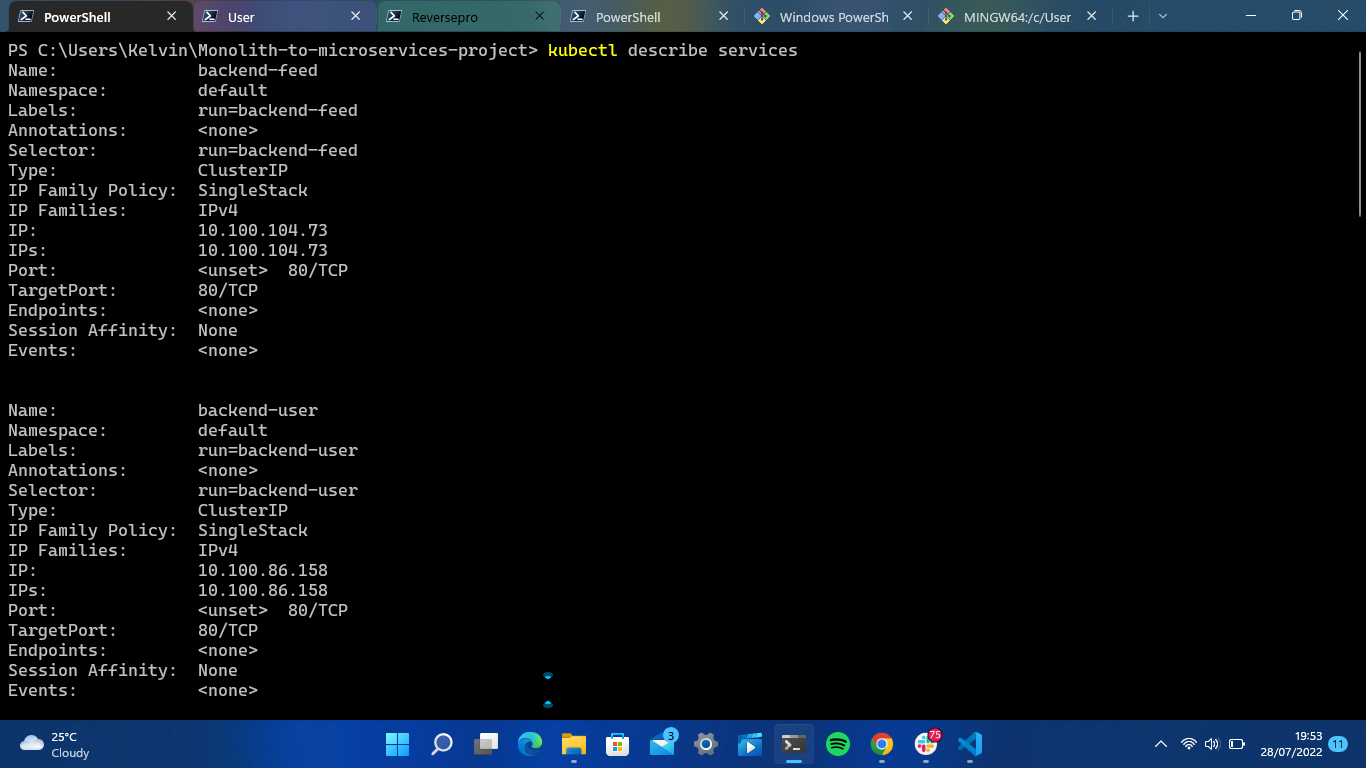 PowerShell
User
Reversepro
PowerShell
Windows PowerSh
MINGW64:/c/User
PS C:\Users\kelvin\Monolith-to-microservices-project> kubectl describe services
Name: backend-feed
Namespace: default
Labels: run=backend-feed
Annotations: <none>
Selector: run=backend-feed
Type: ClusterIP
IP Family Policy: SingleStack
IP Families: IPv4
IP: 10.100.104.73
IPs: 10.100.104.73
Port: <unset> 80/TCP
TargetPort: 80/TCP
Endpoints: <none>
Session Affinity: None
Events: <none>
Name: backend-user
Namespace: default
Labels: run=backend-user
Annotations: <none>
Selector: run=backend-user
Type: ClusterIP
IP Family Policy: SingleStack
IP Families: IPv4
IP: 10.100.86.158
IPs: 10.100.86.158
Port: <unset> 80/TCP
TargetPort: 80/TCP
Endpoints: <none>
Session Affinity: None
Events: <none>
25°C
Cloudy
3
75
19:53
28/07/2022
11